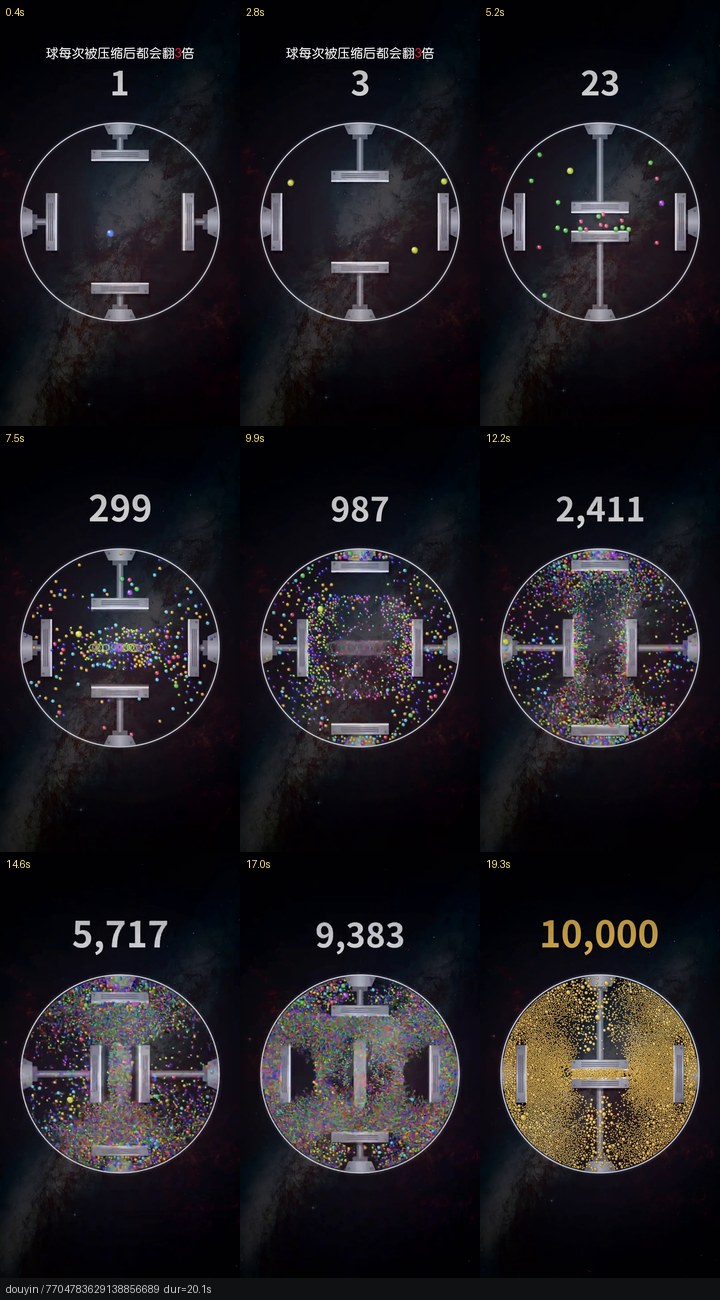 0.4s
球每次被压缩后都会翻3倍
1
2.8s
球每次被压缩后都会翻3倍
3
5.2s
23
7.5s
299
9.9s
987
12.2s
2,411
14.6s
5,717
17.0s
9,383
19.3s
10,000
douyin / 7704783629138856689 dur=20.1s